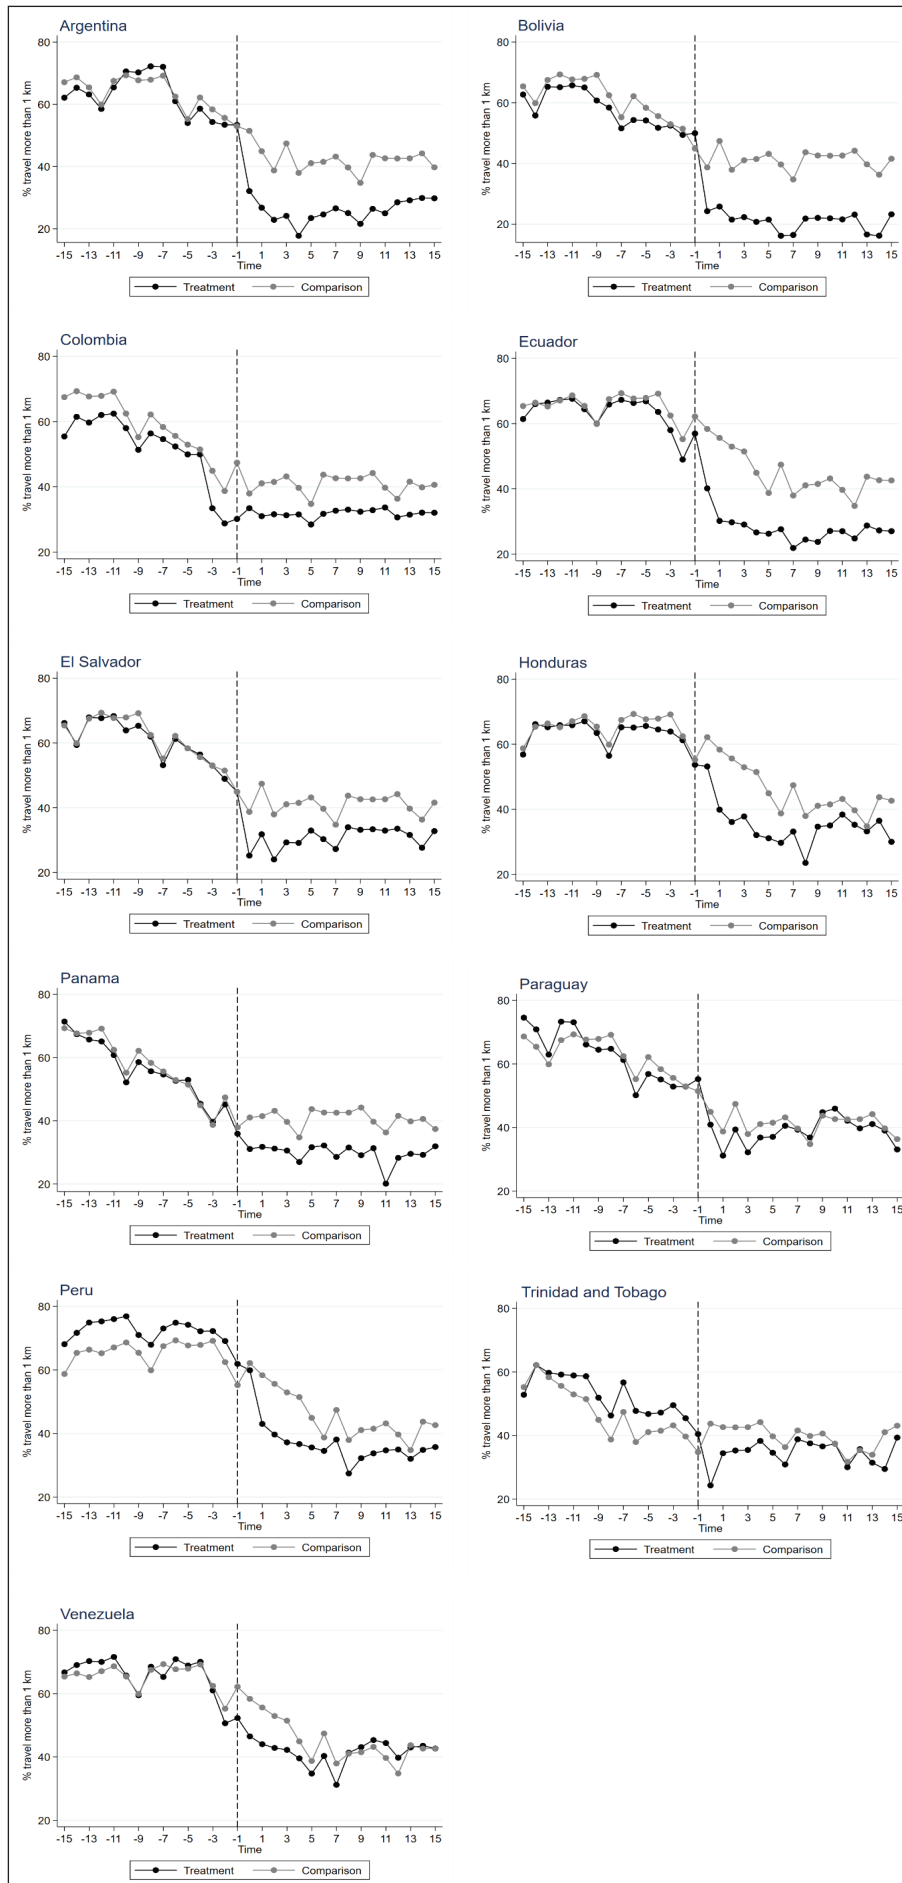 Argentina
80
60
40
20
% travel more than 1 km
-15 -13 -11 -9 -7 -5 -3 -1 1 3 5 7 9 11 13 15
Time
Treatment Comparison
Bolivia
80
60
40
20
% travel more than 1 km
-15 -13 -11 -9 -7 -5 -3 -1 1 3 5 7 9 11 13 15
Time
Treatment Comparison
Colombia
80
60
40
20
% travel more than 1 km
-15 -13 -11 -9 -7 -5 -3 -1 1 3 5 7 9 11 13 15
Time
Treatment Comparison
Ecuador
80
60
40
20
% travel more than 1 km
-15 -13 -11 -9 -7 -5 -3 -1 1 3 5 7 9 11 13 15
Time
Treatment Comparison
El Salvador
80
60
40
20
% travel more than 1 km
-15 -13 -11 -9 -7 -5 -3 -1 1 3 5 7 9 11 13 15
Time
Treatment Comparison
Honduras
80
60
40
20
% travel more than 1 km
-15 -13 -11 -9 -7 -5 -3 -1 1 3 5 7 9 11 13 15
Time
Treatment Comparison
Panama
80
60
40
20
% travel more than 1 km
-15 -13 -11 -9 -7 -5 -3 -1 1 3 5 7 9 11 13 15
Time
Treatment Comparison
Paraguay
80
60
40
20
% travel more than 1 km
-15 -13 -11 -9 -7 -5 -3 -1 1 3 5 7 9 11 13 15
Time
Treatment Comparison
Peru
80
60
40
20
% travel more than 1 km
-15 -13 -11 -9 -7 -5 -3 -1 1 3 5 7 9 11 13 15
Time
Treatment Comparison
Trinidad and Tobago
80
60
40
20
% travel more than 1 km
-15 -13 -11 -9 -7 -5 -3 -1 1 3 5 7 9 11 13 15
Time
Treatment Comparison
Venezuela
80
60
40
20
% travel more than 1 km
-15 -13 -11 -9 -7 -5 -3 -1 1 3 5 7 9 11 13 15
Time
Treatment Comparison